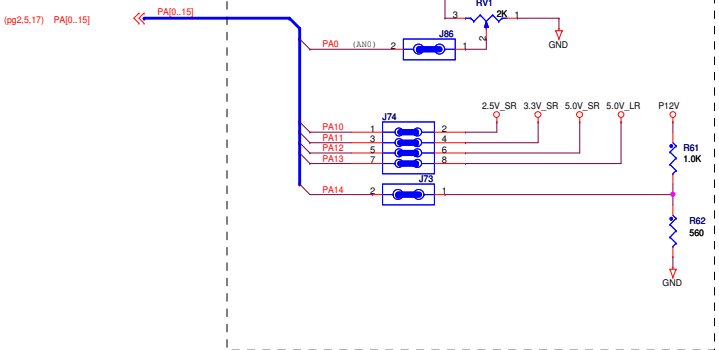 RV1
(pg2,5,17) PA[0..15]
PA[0..15]
3 2K 1
2
GND
J86
PA0 (AN0) 2 1
2.5V_SR 3.3V_SR 5.0V_SR 5.0V_LR P12V
J74
PA10 1 2
PA11 3 4
PA12 5 6
PA13 7 8
R61
1.0K
J73
PA14 2 1
R62
560
GND